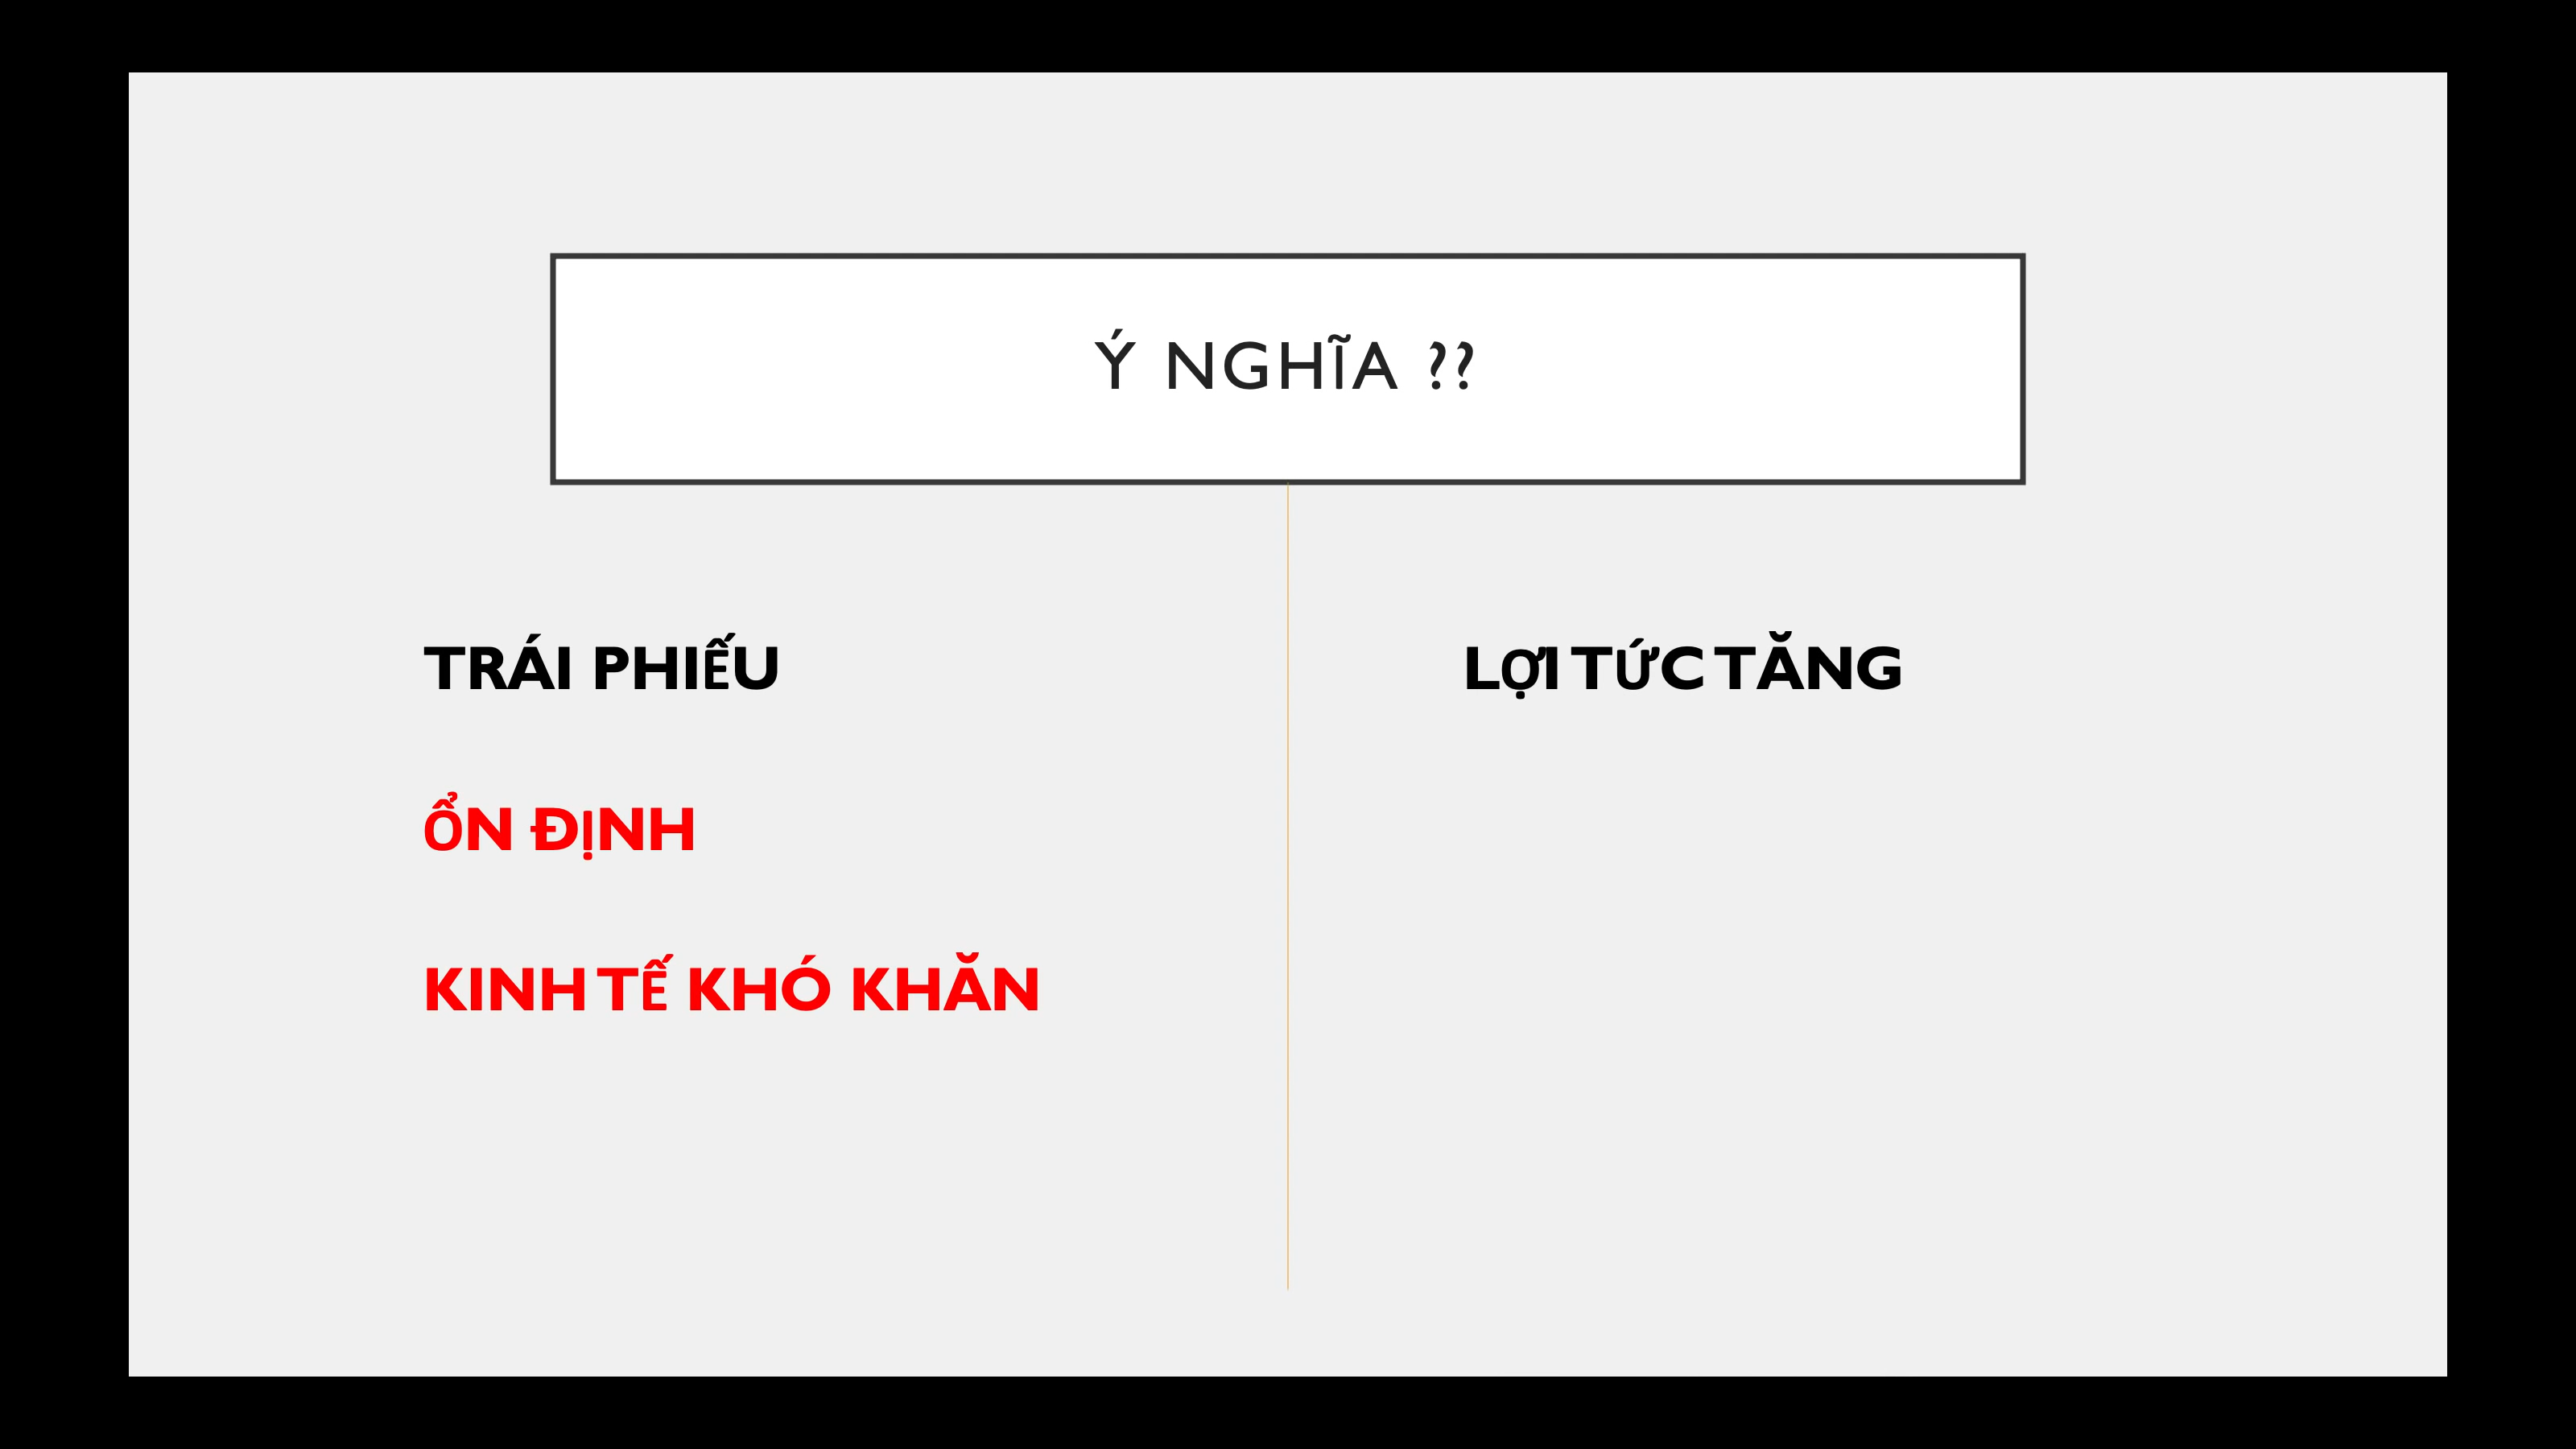 Ý NGHĨA ??
TRÁI PHIẾU
ỔN ĐỊNH
KINH TẾ KHÓ KHĂN
LỢI TỨC TĂNG